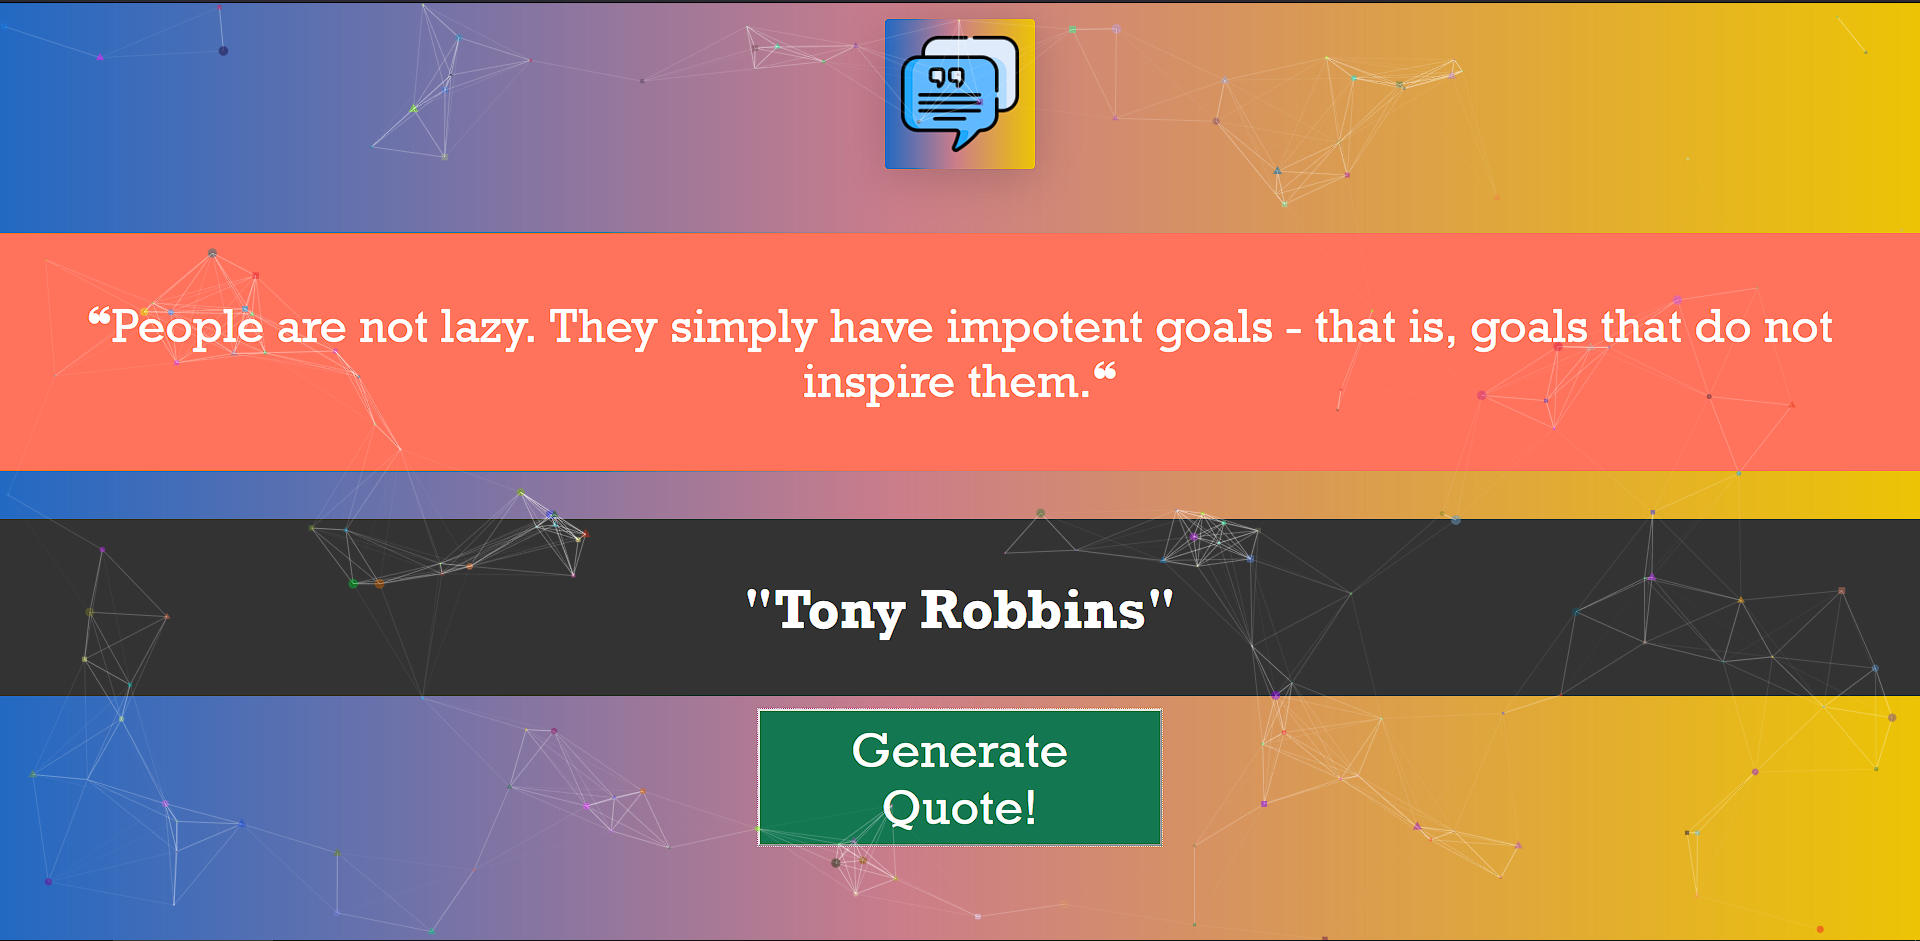 ❝People are not lazy. They simply have impotent goals - that is, goals that do not
inspire them.❝
"Tony Robbins"
Generate
Quote!